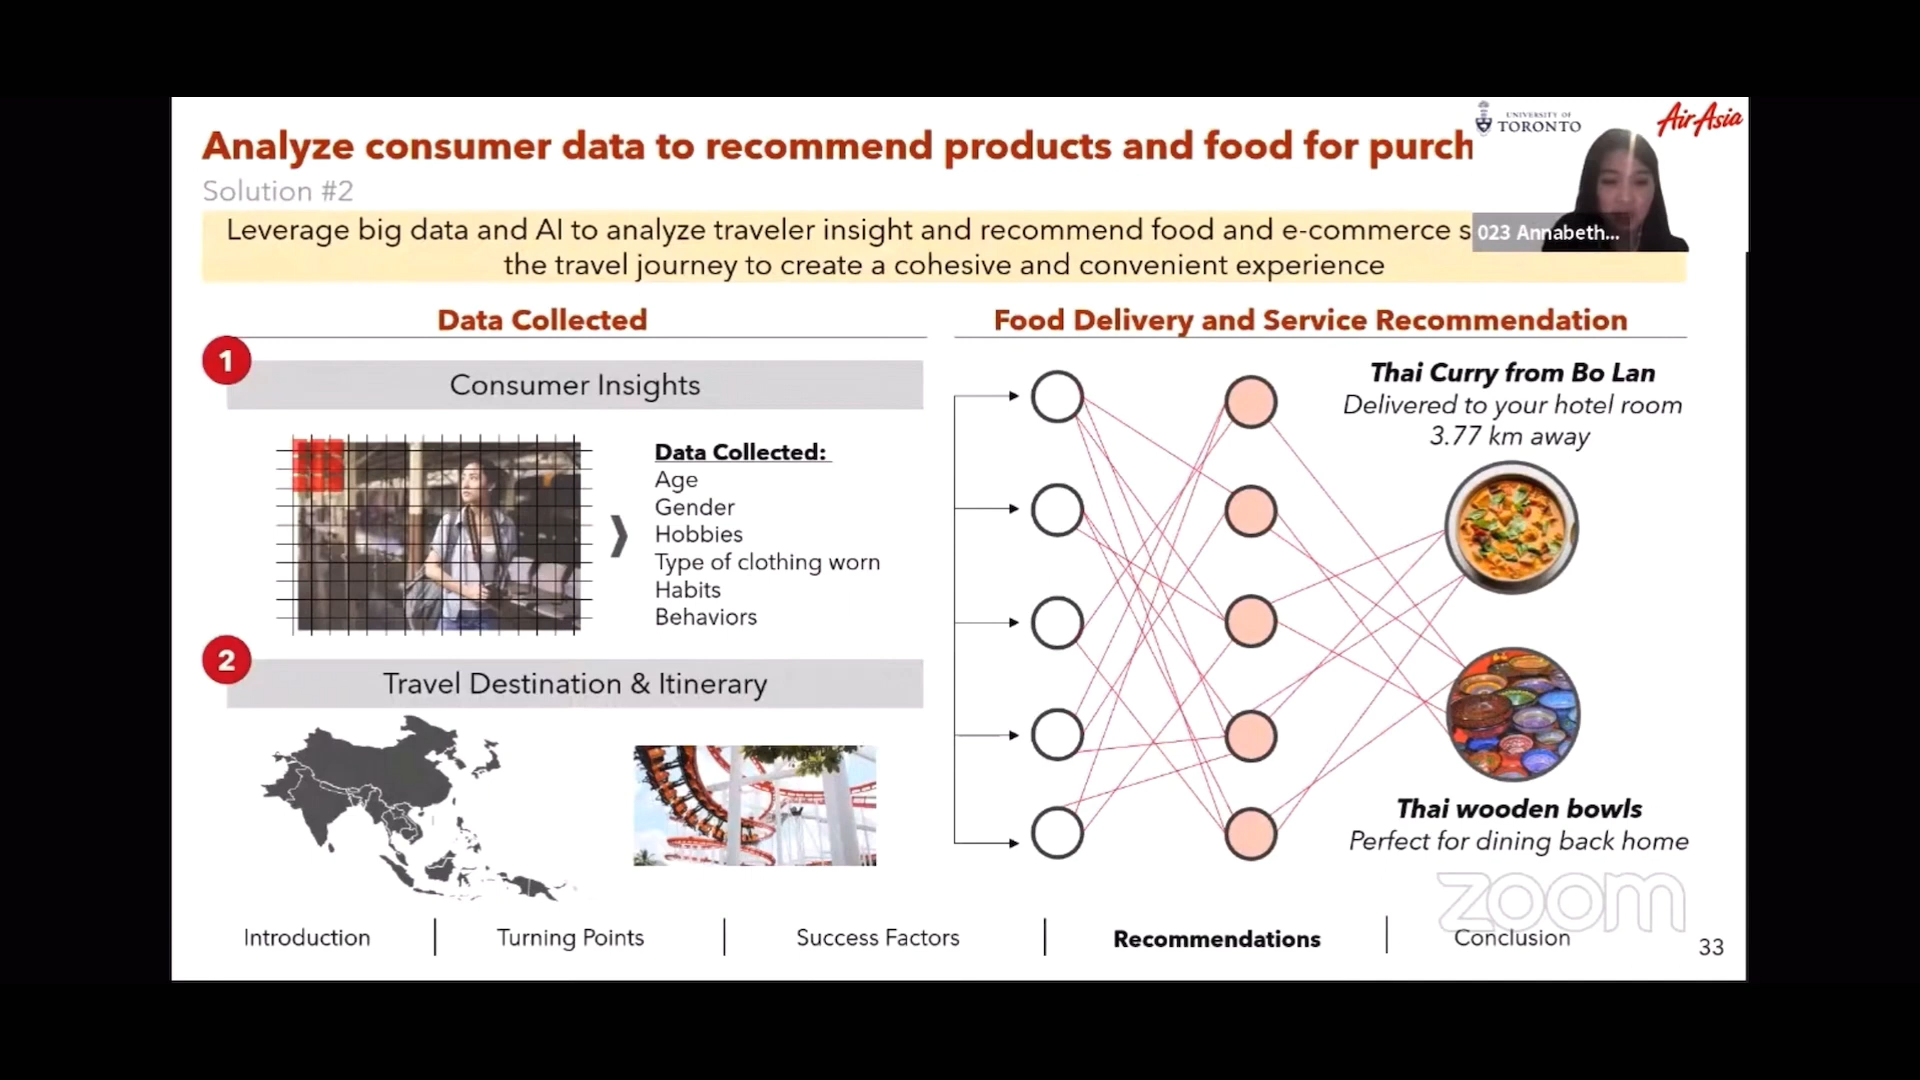 Analyze consumer data to recommend products and food for purch
UNIVERSITY OF
TORONTO
AirAsia
Solution #2
Leverage big data and AI to analyze traveler insight and recommend food and e-commerce
023 Annabeth...
the travel journey to create a cohesive and convenient experience
Data Collected
1
Consumer Insights
Data Collected:
Age
Gender
Hobbies
Type of clothing worn
Habits
Behaviors
2
Travel Destination & Itinerary
Food Delivery and Service Recommendation
Thai Curry from Bo Lan
Delivered to your hotel room
3.77 km away
Thai wooden bowls
Perfect for dining back home
zoom
Introduction
Turning Points
Success Factors
Recommendations
Conclusion
33